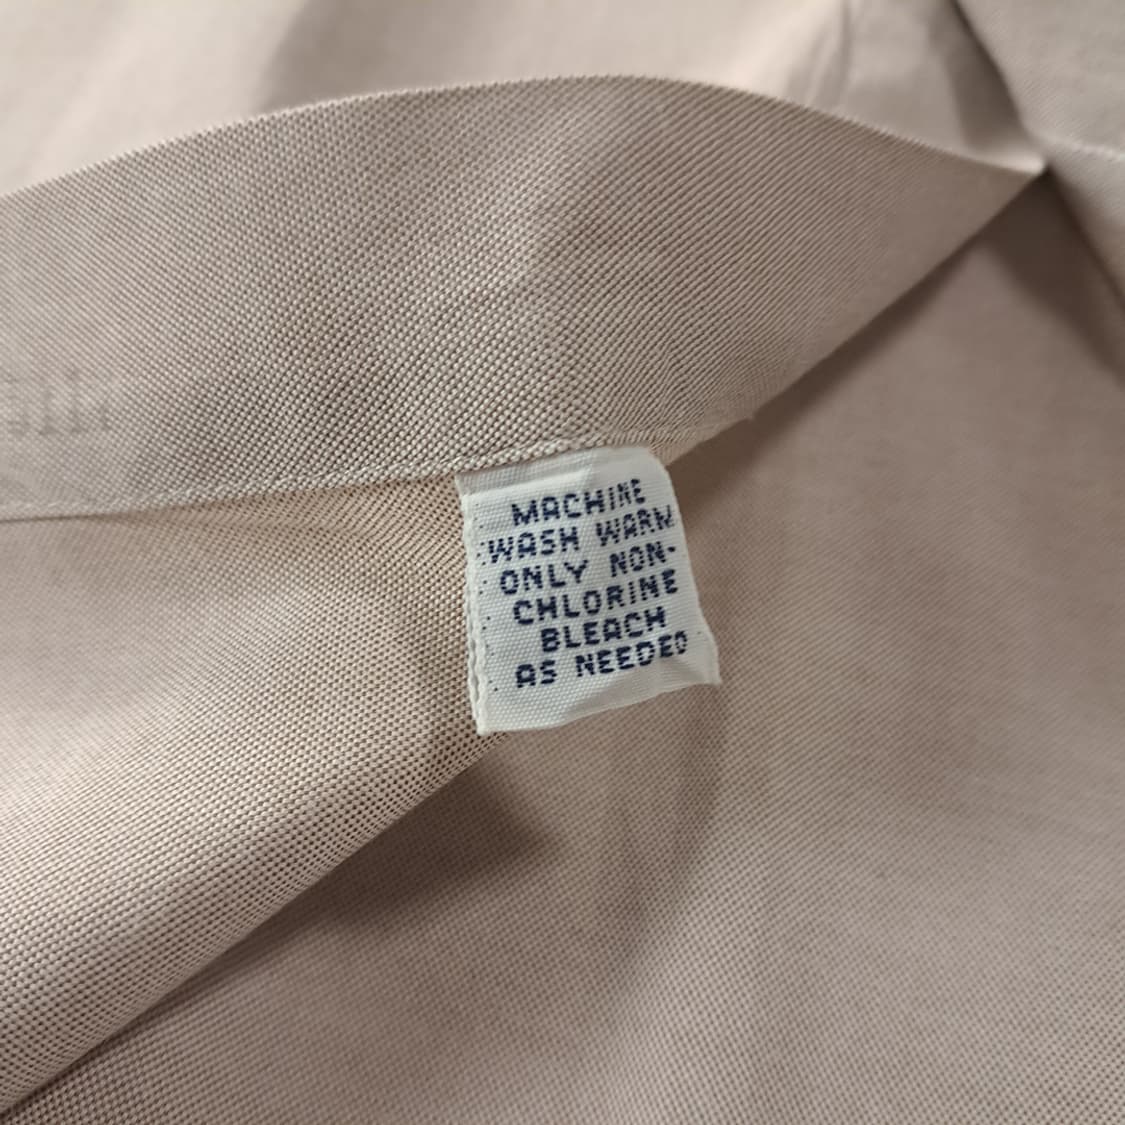 MACHINE
WASH WARM
ONLY NON-
CHLORINE
BLEACH
AS NEEDED